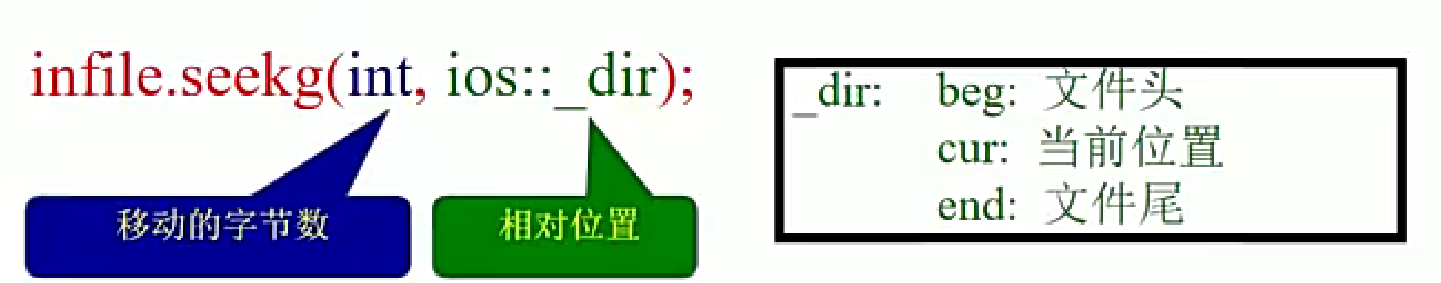 infile.seekg(int, ios::_dir);
移动的字节数
相对位置
_dir: beg: 文件头
cur: 当前位置
end: 文件尾